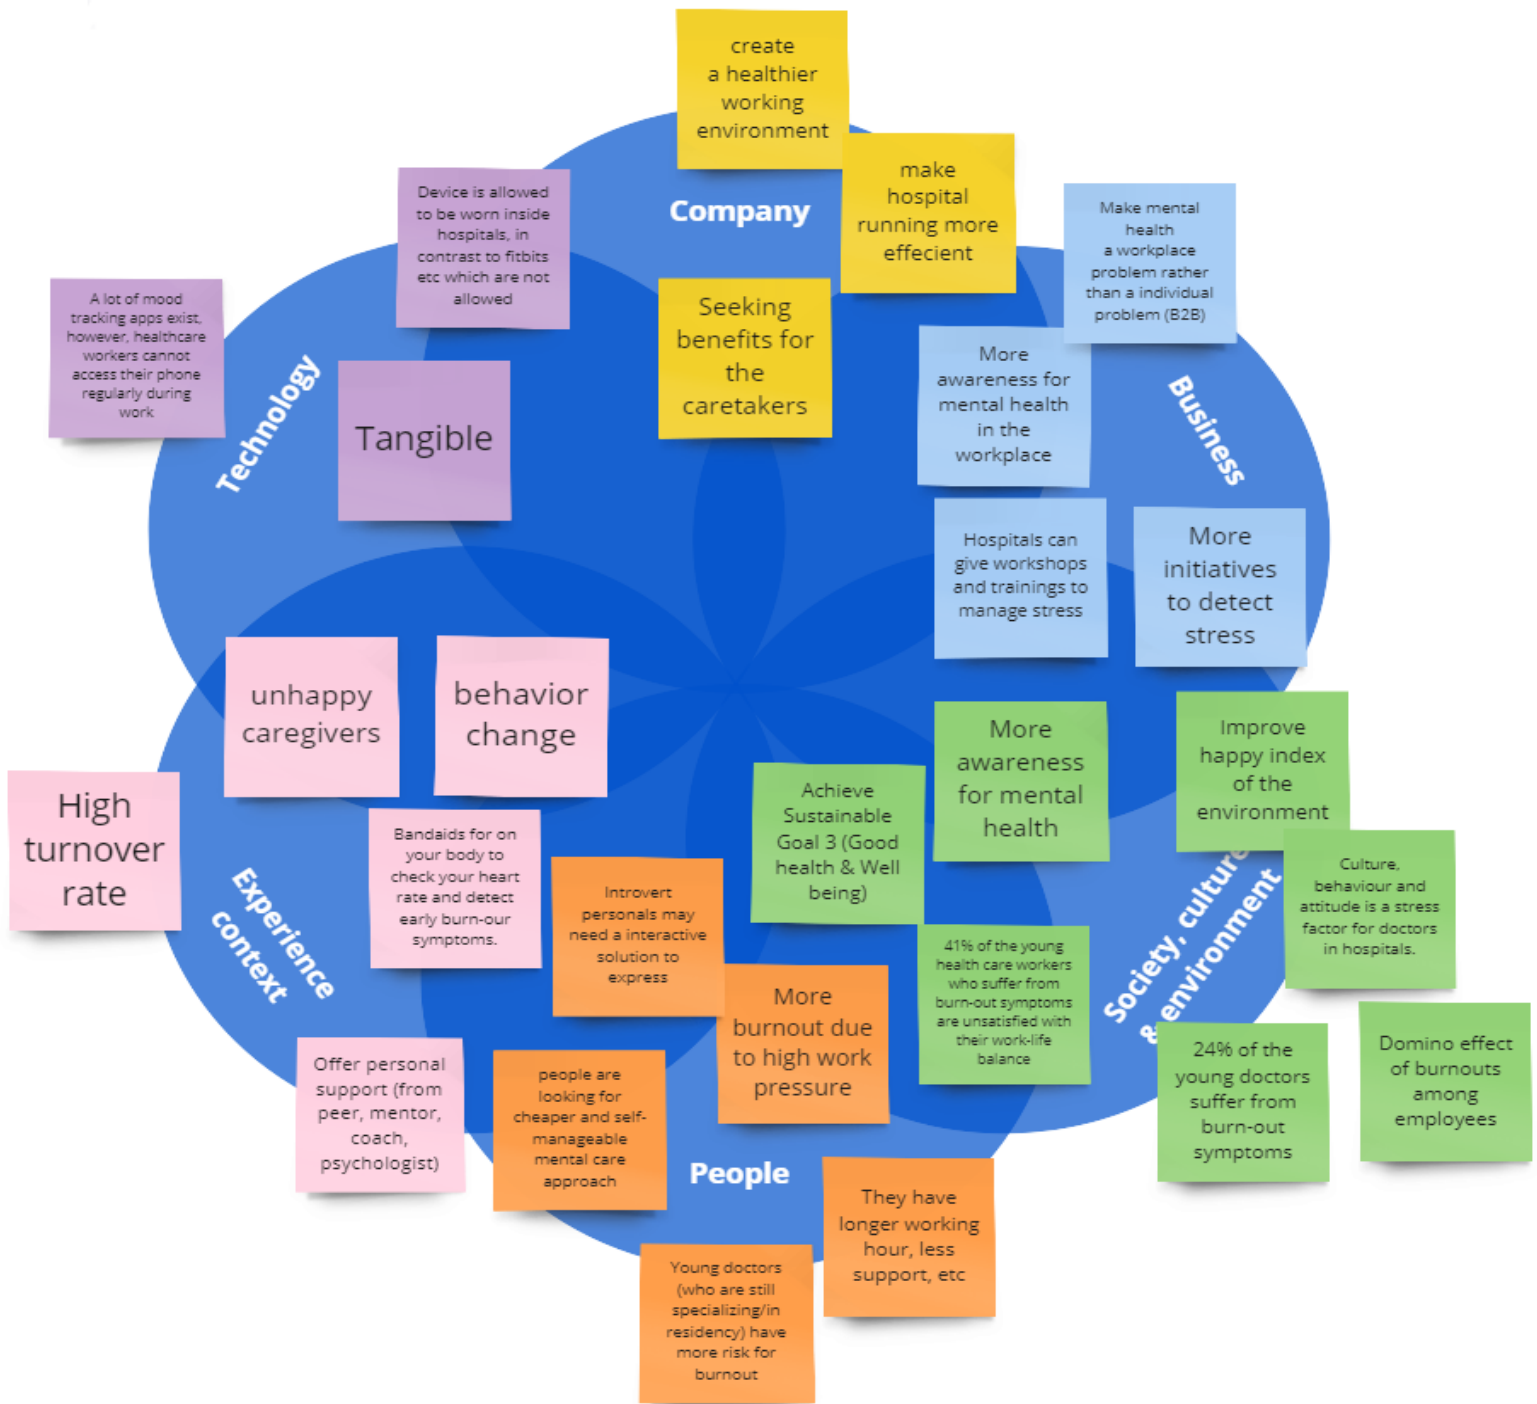 create
a healthier
working
environment
make
hospital
running more
effecient
Company
Seeking
benefits for
the
caretakers
Device is allowed
to be worn inside
hospitals, in
contrast to fitbits
etc which are not
allowed
A lot of mood
tracking apps exist,
however, healthcare
workers cannot
access their phone
regularly during
work
Technology
Tangible
Make mental
health
a workplace
problem rather
than a individual
problem (B2B)
More
awareness for
mental health
in the
workplace
Business
Hospitals can
give workshops
and trainings to
manage stress
More
initiatives
to detect
stress
unhappy
caregivers
behavior
change
High
turnover
rate
Bandaids for on
your body to
check your heart
rate and detect
early burn-our
symptoms.
Experience
context
Offer personal
support (from
peer, mentor,
coach,
psychologist)
Introvert
personals may
need a interactive
solution to
express
More
burnout due
to high work
pressure
people are
looking for
cheaper and self-
manageable
mental care
approach
People
They have
longer working
hour, less
support, etc
Young doctors
(who are still
specializing/in
residency) have
more risk for
burnout
Achieve
Sustainable
Goal 3 (Good
health & Well
being)
More
awareness
for mental
health
Improve
happy index
of the
environment
Culture,
behaviour and
attitude is a stress
factor for doctors
in hospitals.
Society, culture
& environment
41% of the young
health care workers
who suffer from
burn-out symptoms
are unsatisfied with
their work-life
balance
24% of the
young doctors
suffer from
burn-out
symptoms
Domino effect
of burnouts
among
employees